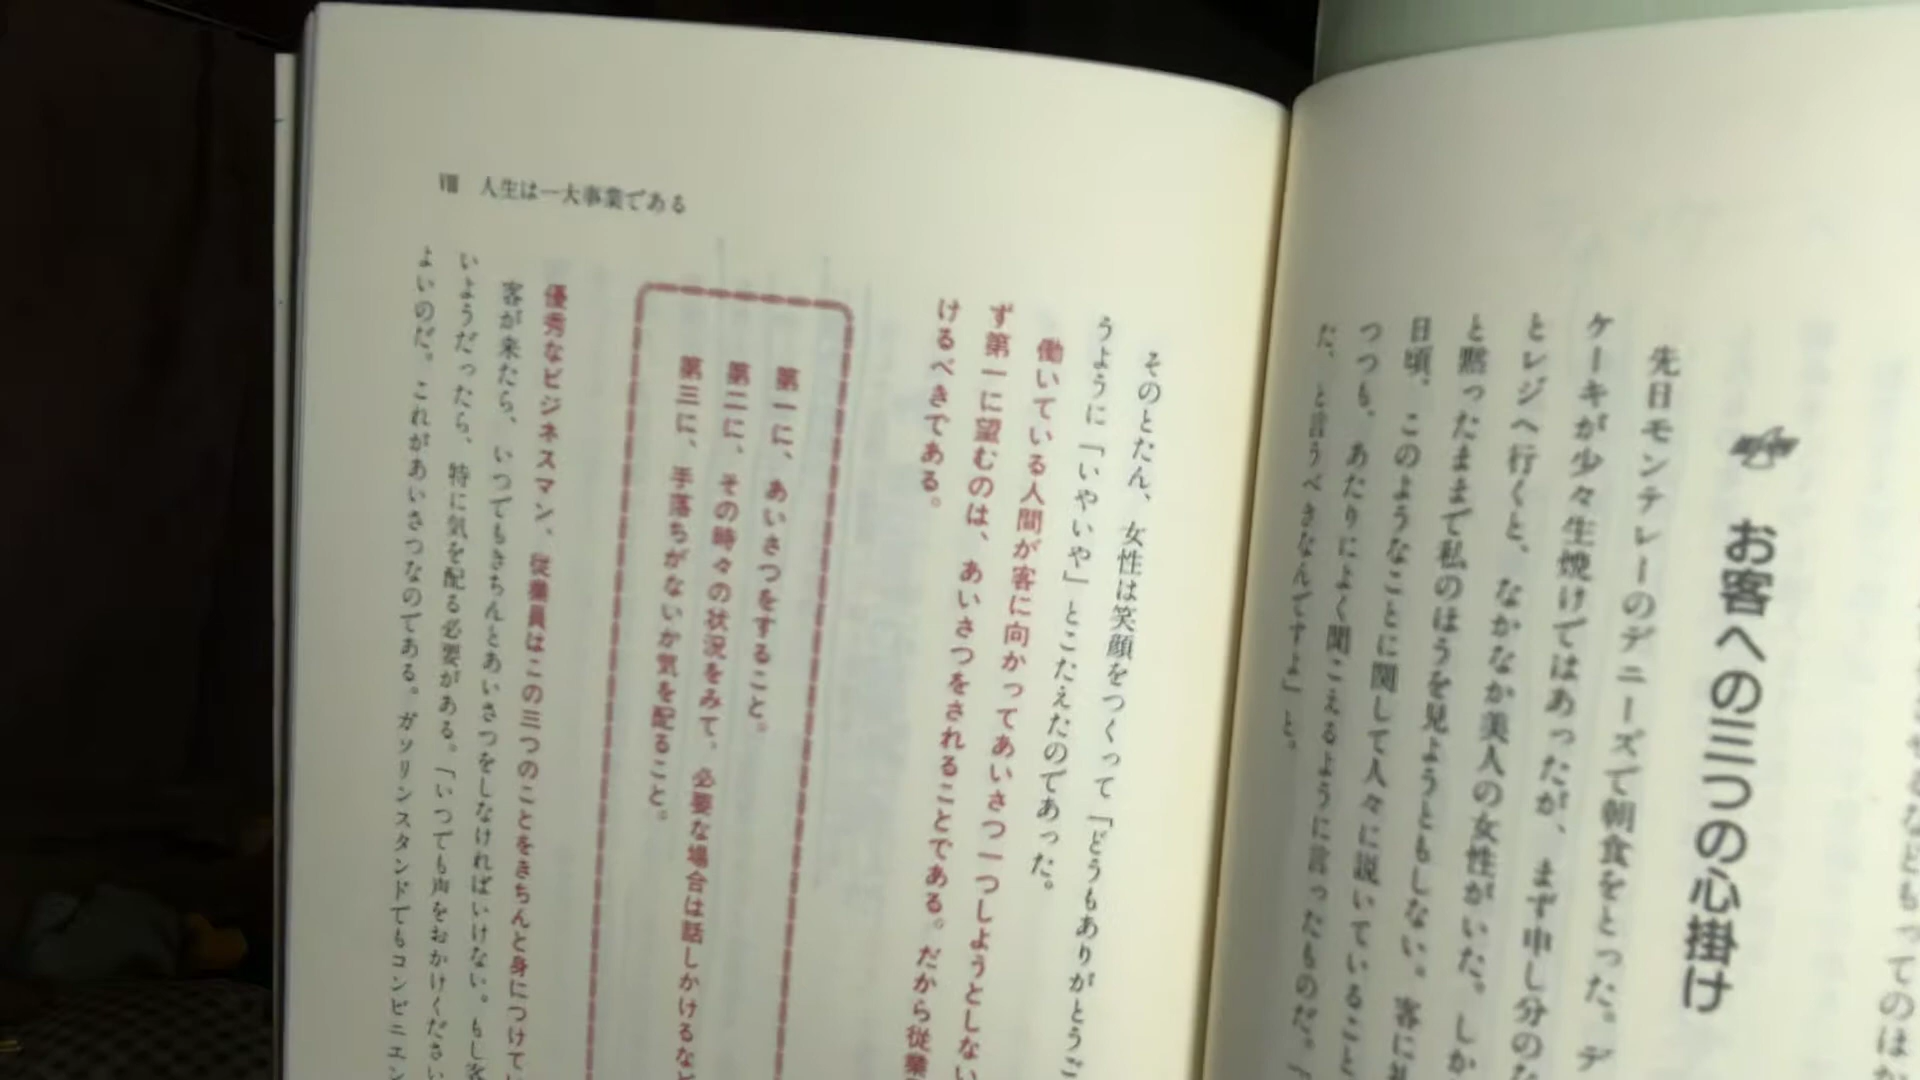 お客への三つの心掛け
先日モンテレーのデニーズで朝食をとった。デ
ケーキが少々生焼けではあったが、まず申し分の
とレジへ行くと、なかなか美人の女性がいた。しか
と黙ったままで私のほうを見ようともしない。客に
日頃、このようなことに関して人々に説いていること
つつも、あたりによく聞こえるように言ったものだ。「
た、と言うべきなんですよ」と。
そのとたん、女性は笑顔をつくって「どうもありがとうご
うように「いやいや」とこたえたのであった。
働いている人間が客に向かってあいさつ一つしようとしない
ず第一に望むのは、あいさつをされることである。だから従業
けるべきである。
第一に、あいさつをすること。
第二に、その時々の状況をみて、必要な場合は話しかけるなど
第三に、手落ちがないか気を配ること。
優秀なビジネスマン、従業員はこの三つのことをきちんと身につけて
客が来たら、いつでもきちんとあいさつをしなければいけない。もし客
いようだったら、特に気を配る必要がある。「いつでも声をおかけくださ
よいのだ。これがあいさつなのである。ガソリンスタンドでもコンビニエン
Ⅷ 人生は一大事業である